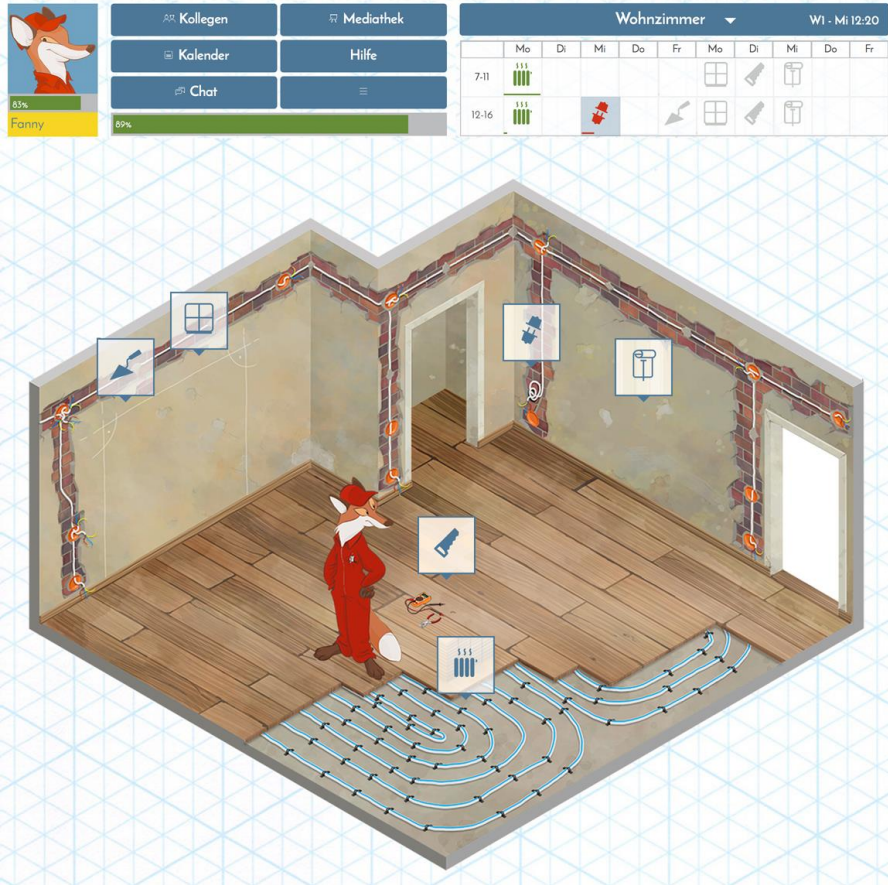 Kollegen
Mediathek
Kalender
Hilfe
Chat
83%
Fanny
89%
Wohnzimmer
W1 - Mi 12:20
Mo Di Mi Do Fr Mo Di Mi Do Fr
7-11
12-16